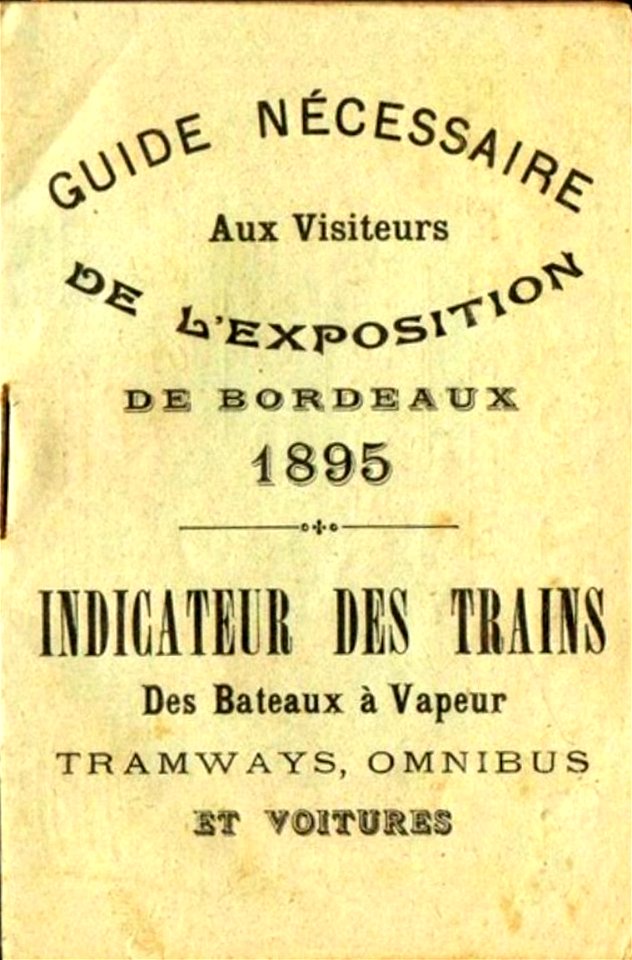 GUIDE NÉCESSAIRE
Aux Visiteurs
DE L'EXPOSITION
DE BORDEAUX
1895
INDICATEUR DES TRAINS
Des Bateaux à Vapeur
TRAMWAYS, OMNIBUS
ET VOITURES